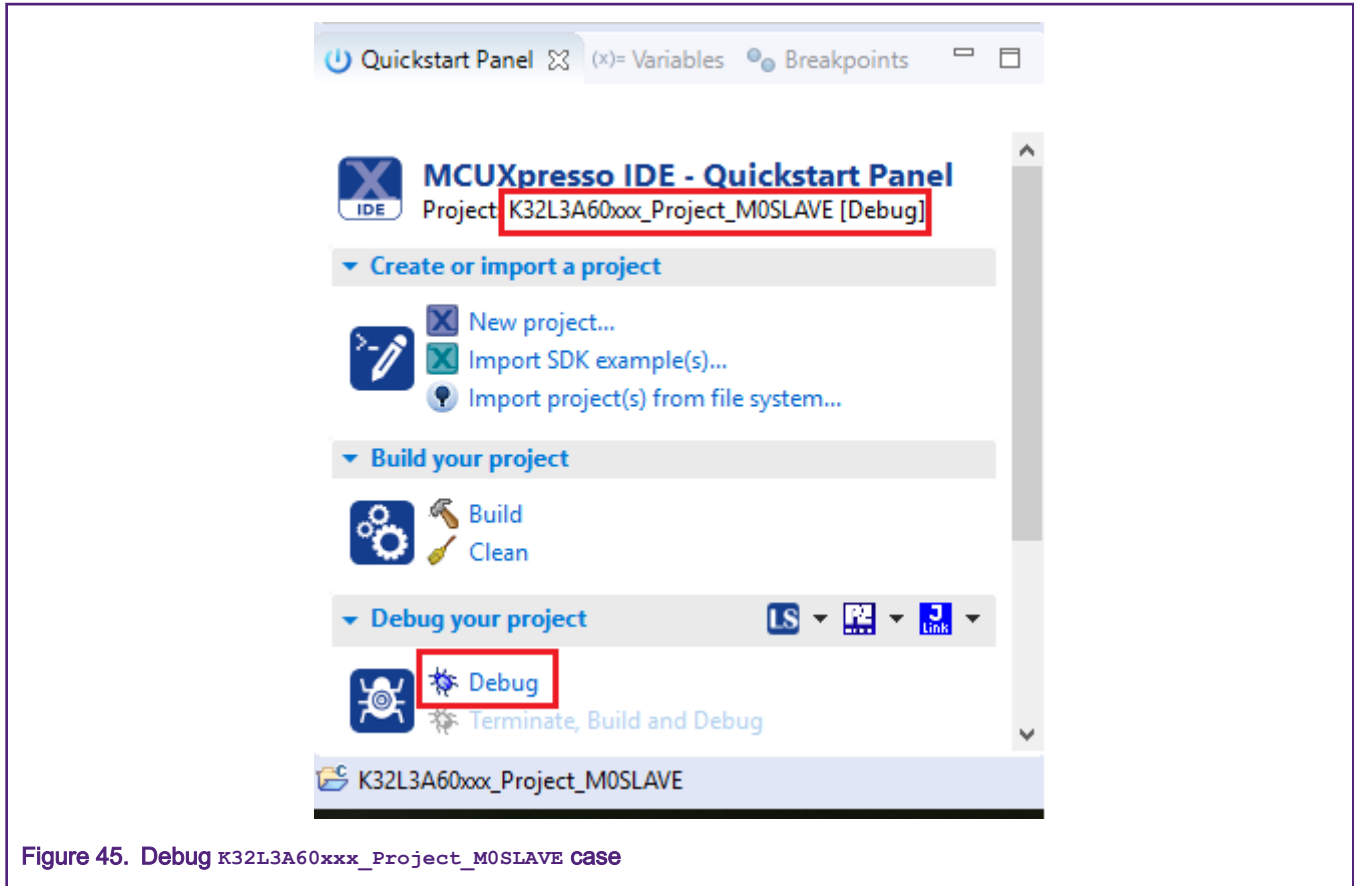 Quickstart Panel (x)= Variables Breakpoints
MCUXpresso IDE - Quickstart Panel
IDE
Project: K32L3A60xxx_Project_M0SLAVE [Debug]
Create or import a project
New project...
Import SDK example(s)...
Import project(s) from file system...
Build your project
Build
Clean
Debug your project LS PE J Link
Debug
Terminate, Build and Debug
K32L3A60xxx_Project_M0SLAVE
Figure 45. Debug K32L3A60xxx_Project_M0SLAVE case